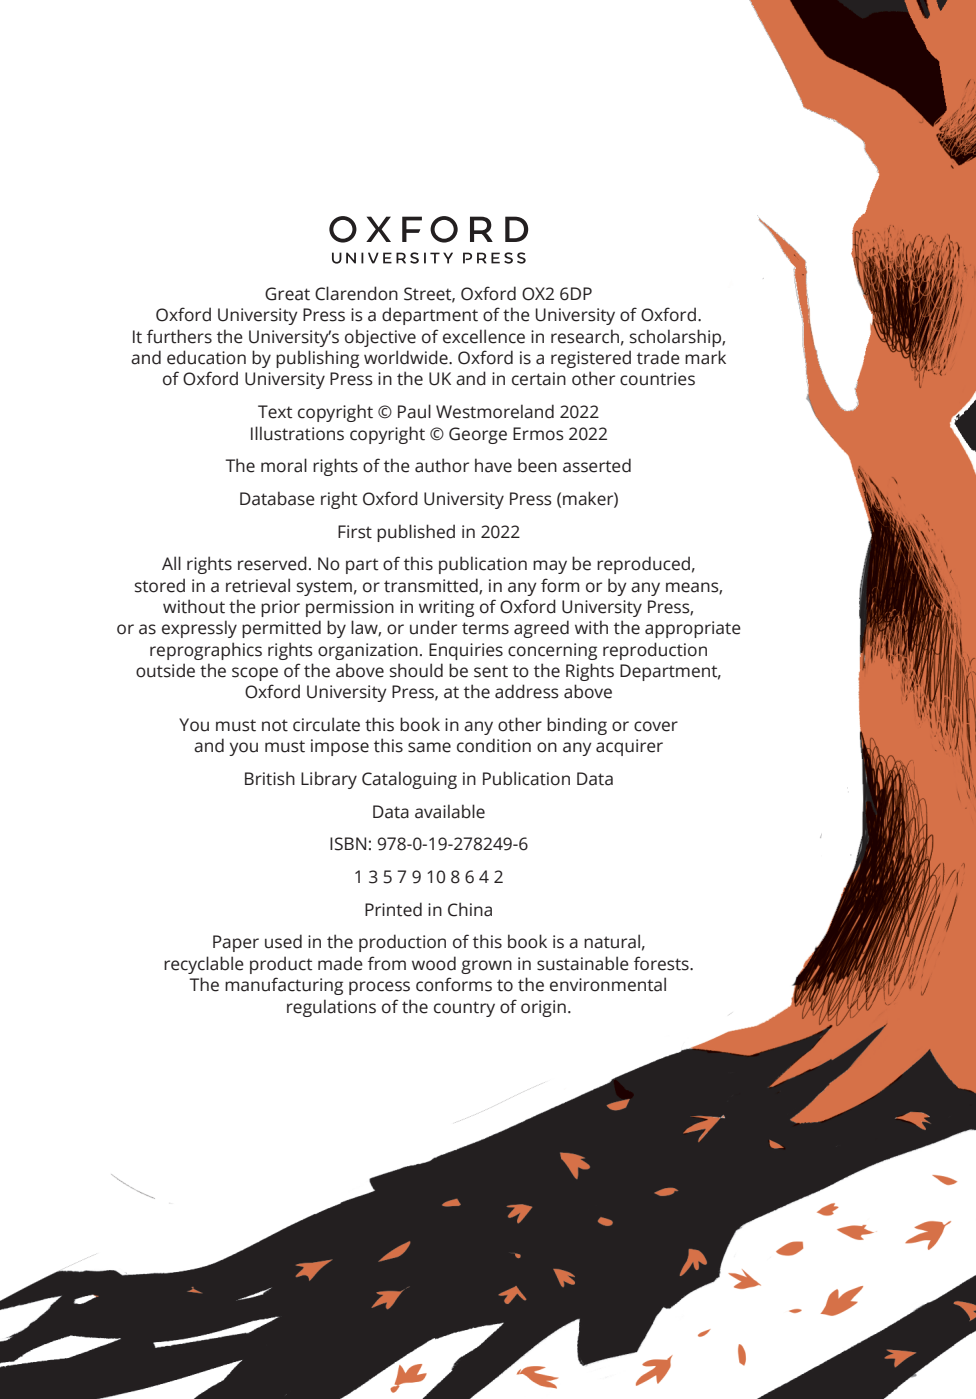 OXFORD
UNIVERSITY PRESS
Great Clarendon Street, Oxford OX2 6DP
Oxford University Press is a department of the University of Oxford.
It furthers the University’s objective of excellence in research, scholarship,
and education by publishing worldwide. Oxford is a registered trade mark
of Oxford University Press in the UK and in certain other countries
Text copyright © Paul Westmoreland 2022
Illustrations copyright © George Ermos 2022
The moral rights of the author have been asserted
Database right Oxford University Press (maker)
First published in 2022
All rights reserved. No part of this publication may be reproduced,
stored in a retrieval system, or transmitted, in any form or by any means,
without the prior permission in writing of Oxford University Press,
or as expressly permitted by law, or under terms agreed with the appropriate
reprographics rights organization. Enquiries concerning reproduction
outside the scope of the above should be sent to the Rights Department,
Oxford University Press, at the address above
You must not circulate this book in any other binding or cover
and you must impose this same condition on any acquirer
British Library Cataloguing in Publication Data
Data available
ISBN: 978-0-19-278249-6
1 3 5 7 9 10 8 6 4 2
Printed in China
Paper used in the production of this book is a natural,
recyclable product made from wood grown in sustainable forests.
The manufacturing process conforms to the environmental
regulations of the country of origin.